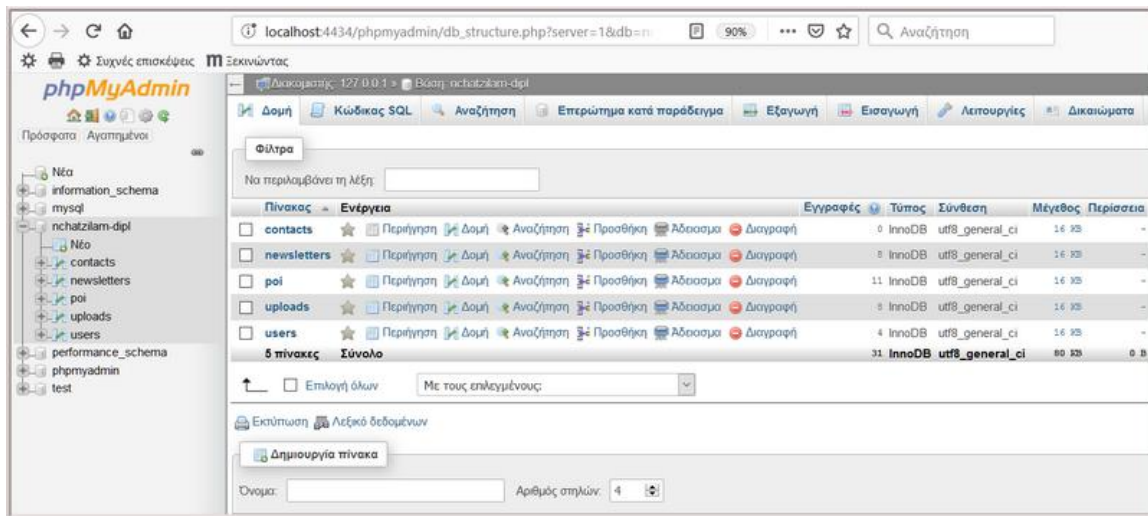 localhost:4434/phpmyadmin/db_structure.php?server=1&db=n
90%
Αναζήτηση
Συχνές επισκέψεις
Ξεκινώντας
phpMyAdmin
Πρόσφατα Αγαπημένοι
Νέα
information_schema
mysql
nchatzilam-dipl
Νέο
contacts
newsletters
poi
uploads
users
performance_schema
phpmyadmin
test
Διακομιστής: 127.0.0.1 » Βάση: nchatzilam-dipl
Δομή Κώδικας SQL Αναζήτηση Επερώτημα κατά παράδειγμα Εξαγωγή Εισαγωγή Λειτουργίες Δικαιώματα
Φίλτρα
Να περιλαμβάνει τη λέξη:
Πίνακας Ενέργεια Εγγραφές Τύπος Σύνθεση Μέγεθος Περίσσεια
contacts Περιήγηση Δομή Αναζήτηση Προσθήκη Άδειασμα Διαγραφή 0 InnoDB utf8_general_ci 16 KB -
newsletters Περιήγηση Δομή Αναζήτηση Προσθήκη Άδειασμα Διαγραφή 8 InnoDB utf8_general_ci 16 KB -
poi Περιήγηση Δομή Αναζήτηση Προσθήκη Άδειασμα Διαγραφή 11 InnoDB utf8_general_ci 16 KB -
uploads Περιήγηση Δομή Αναζήτηση Προσθήκη Άδειασμα Διαγραφή 8 InnoDB utf8_general_ci 16 KB -
users Περιήγηση Δομή Αναζήτηση Προσθήκη Άδειασμα Διαγραφή 4 InnoDB utf8_general_ci 16 KB -
5 πίνακες Σύνολο 31 InnoDB utf8_general_ci 80 KB 0 B
Επιλογή όλων Με τους επιλεγμένους:
Εκτύπωση Λεξικό δεδομένων
Δημιουργία πίνακα
Όνομα: Αριθμός στηλών: 4